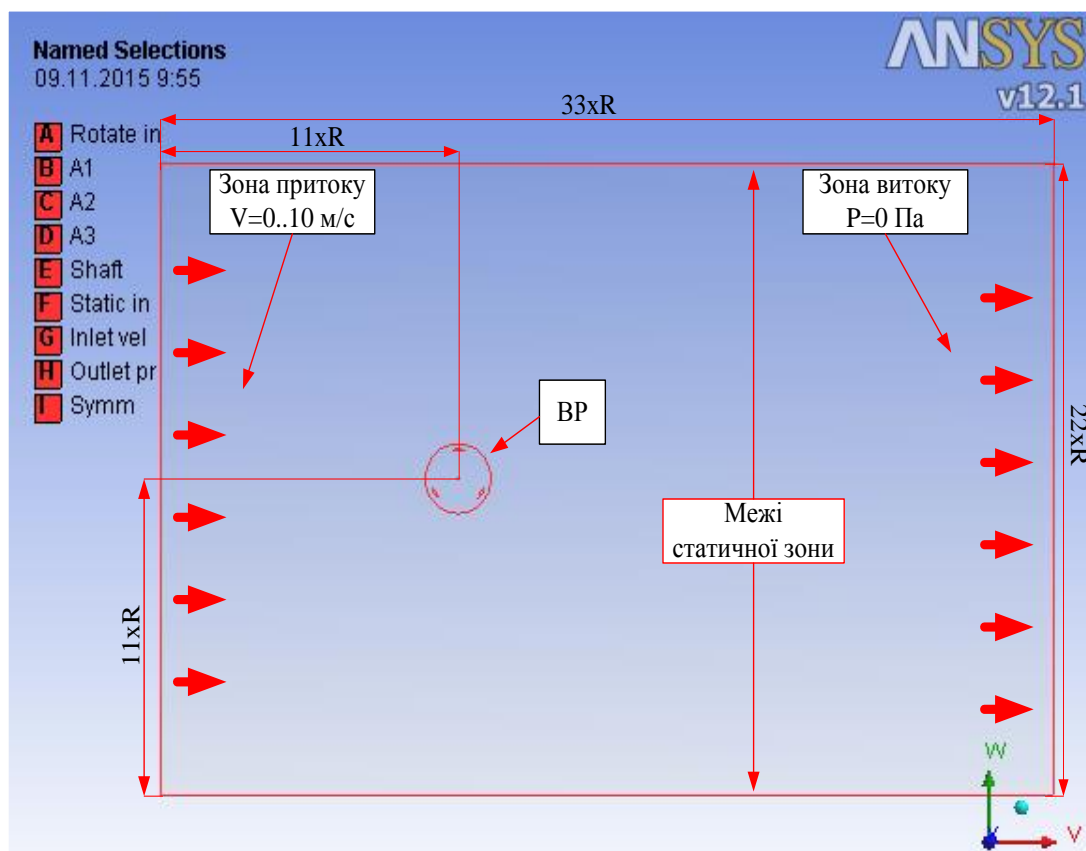 Named Selections
09.11.2015 9:55
ANSYS
v12.1
33xR
11xR
A Rotate in
B A1
C A2
D A3
E Shaft
F Static in
G Inlet vel
H Outlet pr
I Symm
Зона притоку
V=0..10 м/с
Зона витоку
P=0 Па
ВР
22xR
Межі
статичної зони
11xR
W
V